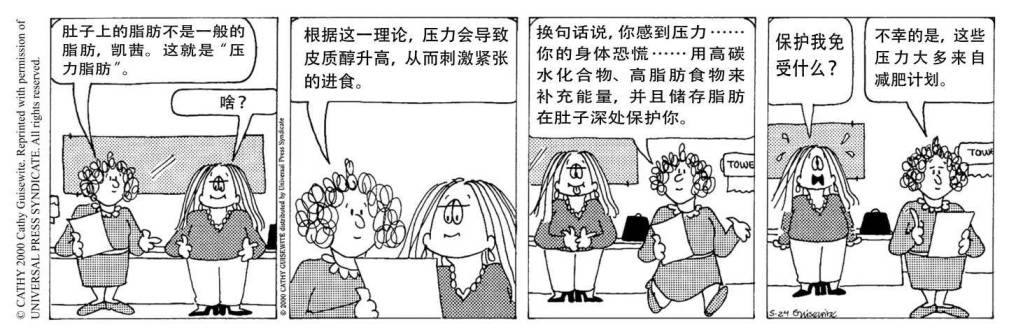 © CATHY 2000 Cathy Guisewite. Reprinted with permission of
UNIVERSAL PRESS SYNDICATE. All rights reserved.
肚子上的脂肪不是一般的
脂肪，凯茜。这就是“压
力脂肪”。
啥？
© 2000 CATHY GUISEWITE distributed by Universal Press Syndicate
根据这一理论，压力会导致
皮质醇升高，从而刺激紧张
的进食。
换句话说，你感到压力……
你的身体恐慌……用高碳
水化合物、高脂肪食物来
补充能量，并且储存脂肪
在肚子深处保护你。
TOWE
保护我免
受什么？
不幸的是，这些
压力大多来自
减肥计划。
TOWE
5-24 Guisewite